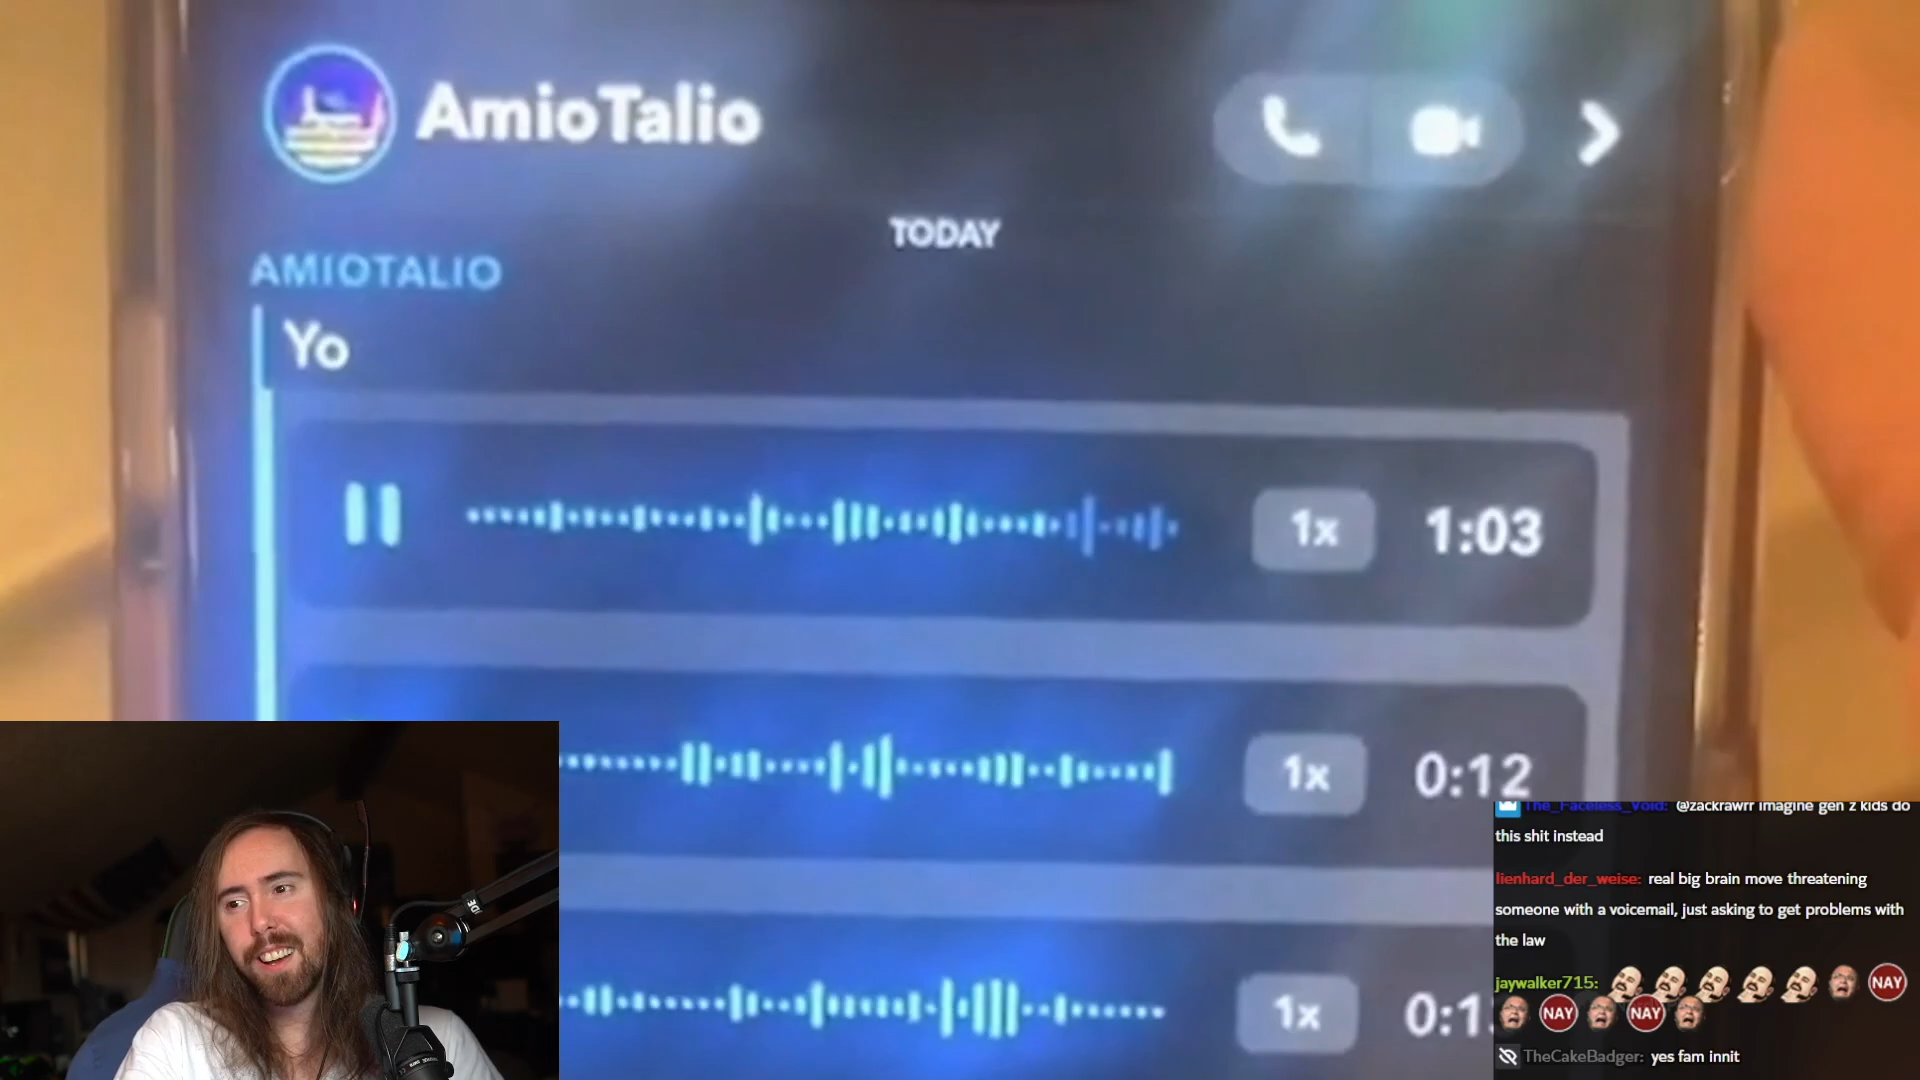 AmioTalio
TODAY
AMIOTALIO
Yo
1x 1:03
1x 0:12
1x
The_Faceless_Void: @zackrawrr imagine gen z kids do
this shit instead
lienhard_der_weise: real big brain move threatening
someone with a voicemail, just asking to get problems with
the law
jaywalker715: NAY
NAY NAY
TheCakeBadger: yes fam innit